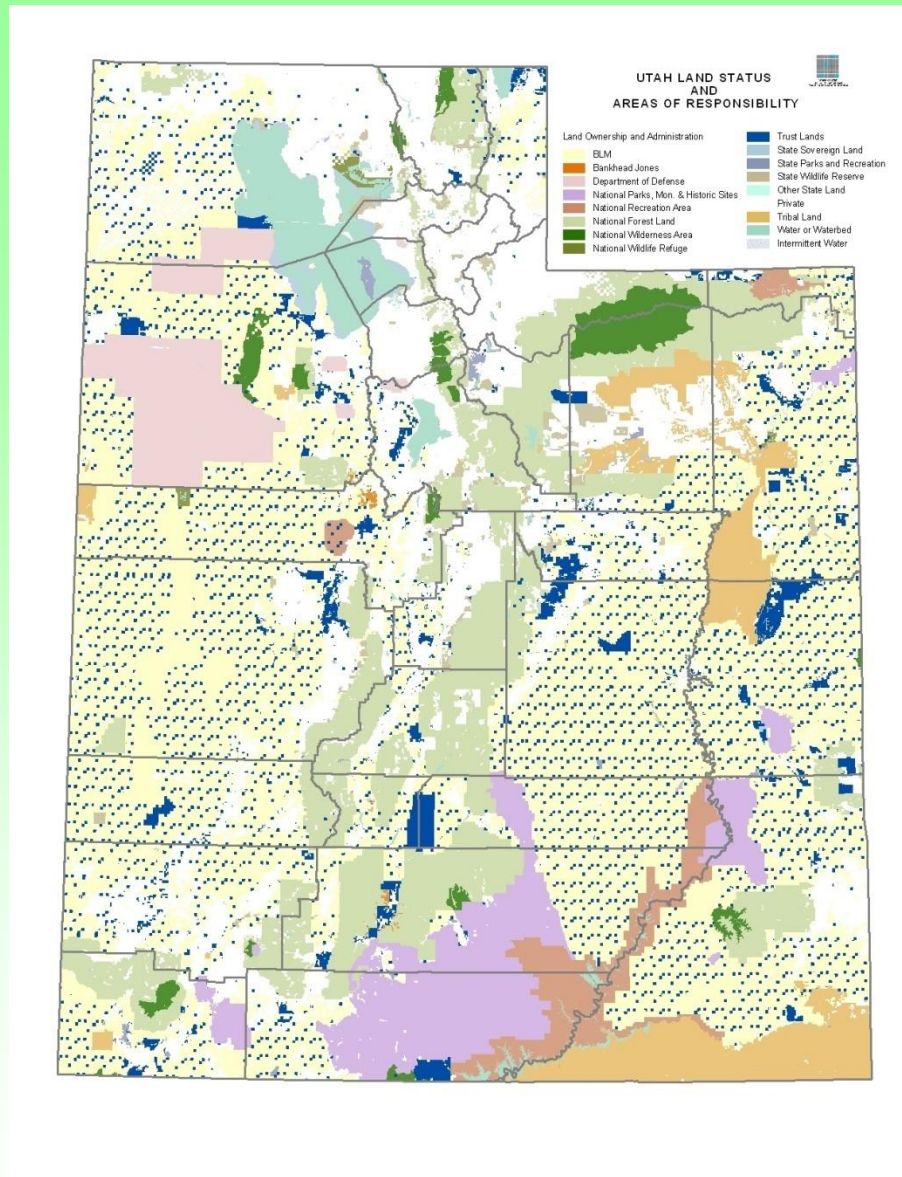 UTAH LAND STATUS
AND
AREAS OF RESPONSIBILITY
Land Ownership and Administration
BLM
Bankhead Jones
Department of Defense
National Parks, Mon. & Historic Sites
National Recreation Area
National Forest Land
National Wilderness Area
National Wildlife Refuge
Trust Lands
State Sovereign Land
State Parks and Recreation
State Wildlife Reserve
Other State Land
Private
Tribal Land
Water or Waterbed
Intermittent Water